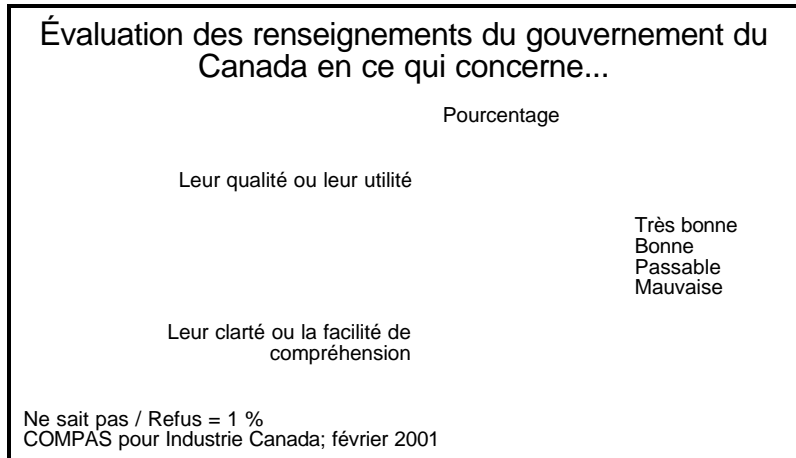 Évaluation des renseignements du gouvernement du
Canada en ce qui concerne...
Pourcentage
Leur qualité ou leur utilité
Très bonne
Bonne
Passable
Mauvaise
Leur clarté ou la facilité de
compréhension
Ne sait pas / Refus = 1 %
COMPAS pour Industrie Canada; février 2001